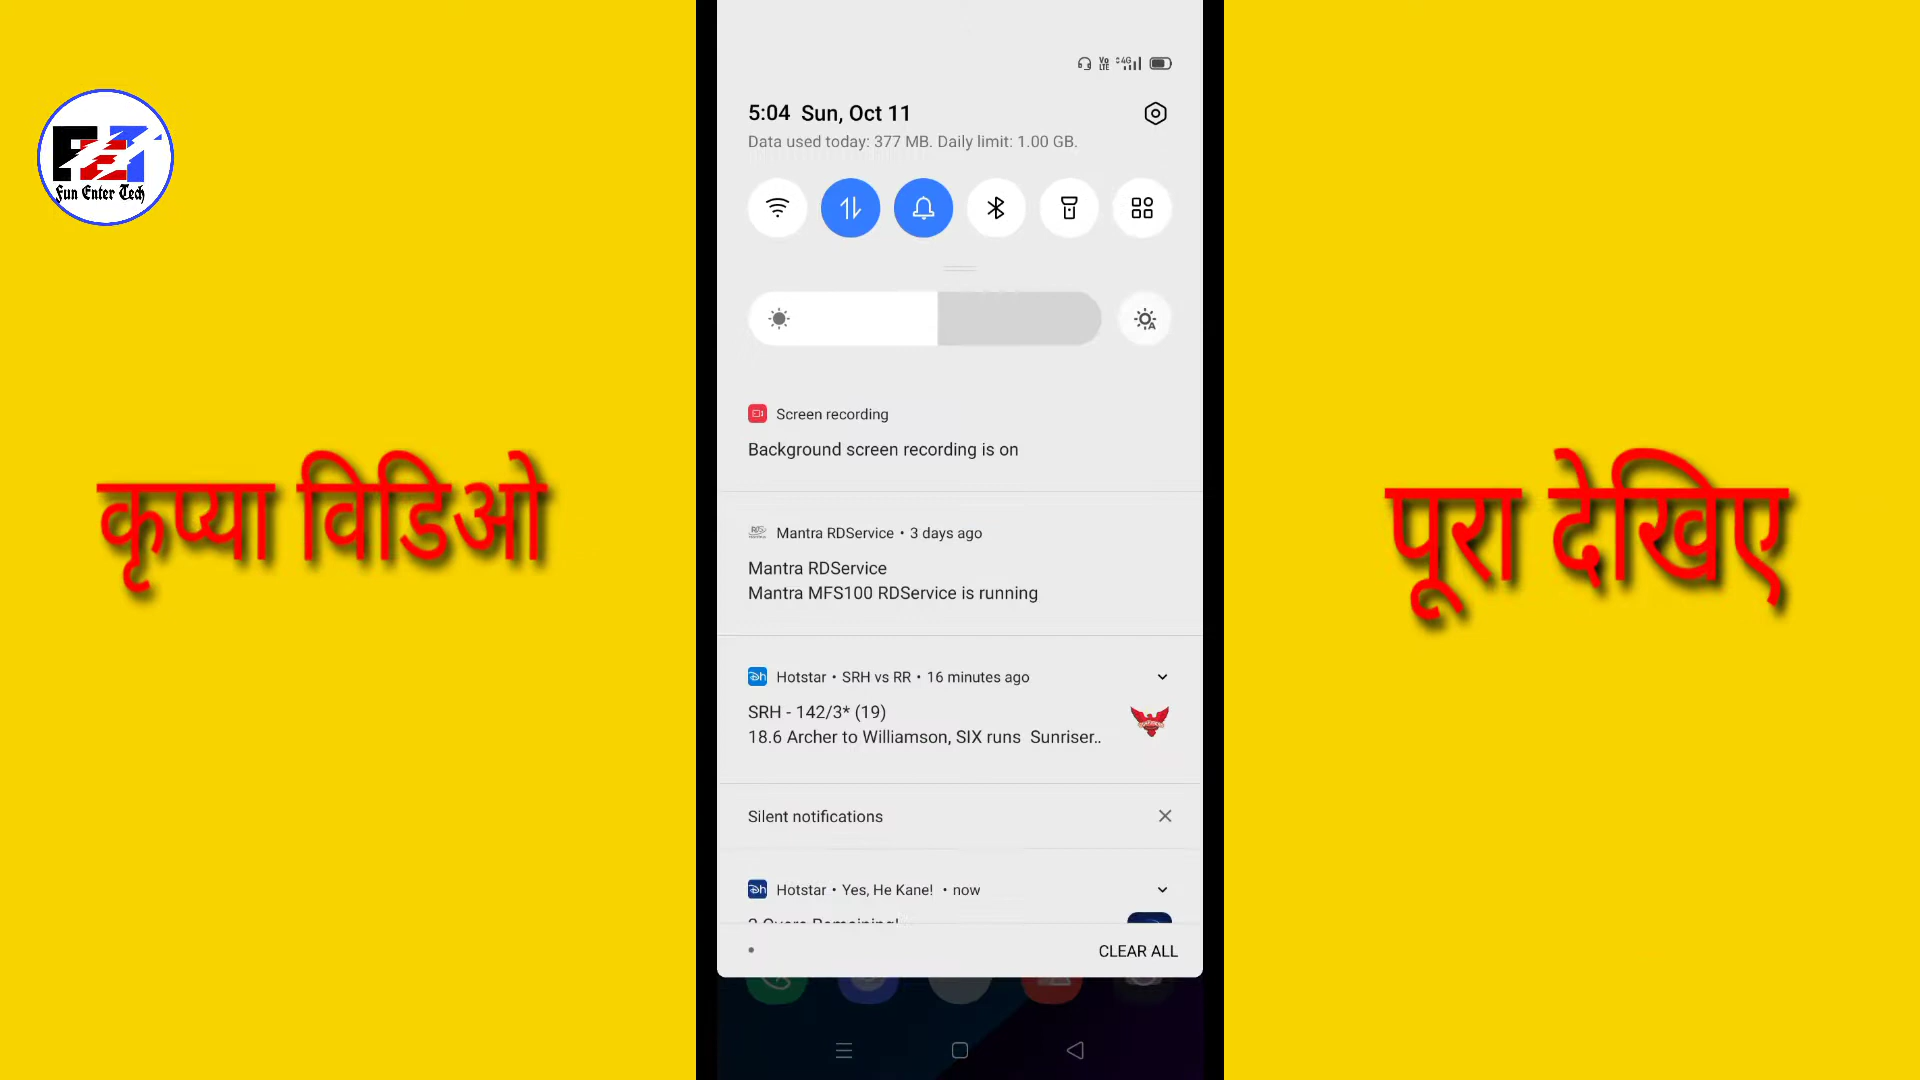 Fun Enter Tech
कृप्या विडिओ
पूरा देखिए
Vo LTE 4G
5:04 Sun, Oct 11
Data used today: 377 MB. Daily limit: 1.00 GB.
Screen recording
Background screen recording is on
Mantra RDService • 3 days ago
Mantra RDService
Mantra MFS100 RDService is running
Hotstar • SRH vs RR • 16 minutes ago
SRH - 142/3* (19)
18.6 Archer to Williamson, SIX runs Sunriser..
Silent notifications
Hotstar • Yes, He Kane! • now
CLEAR ALL